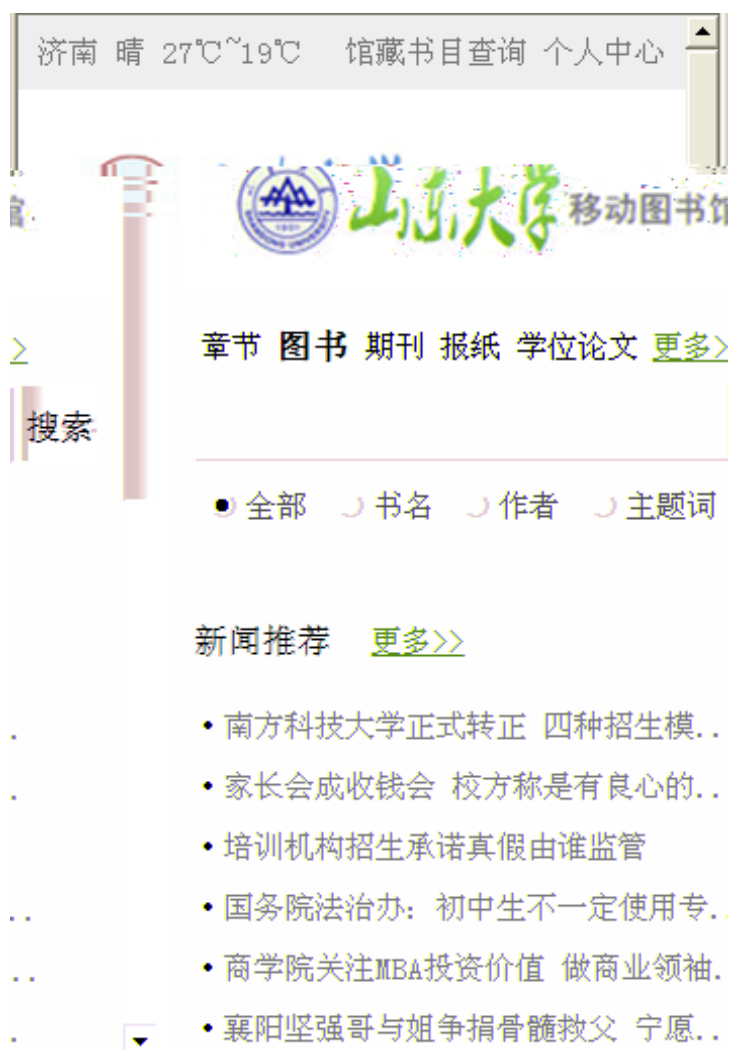 济南 晴 27℃~19℃ 馆藏书目查询 个人中心
山东大学 移动图书馆
章节 图书 期刊 报纸 学位论文 更多>
搜索
全部 书名 作者 主题词
新闻推荐 更多>>
南方科技大学正式转正 四种招生模..
家长会成收钱会 校方称是有良心的..
培训机构招生承诺真假由谁监管
国务院法治办: 初中生不一定使用专.
商学院关注MBA投资价值 做商业领袖.
襄阳坚强哥与姐争捐骨髓救父 宁愿..